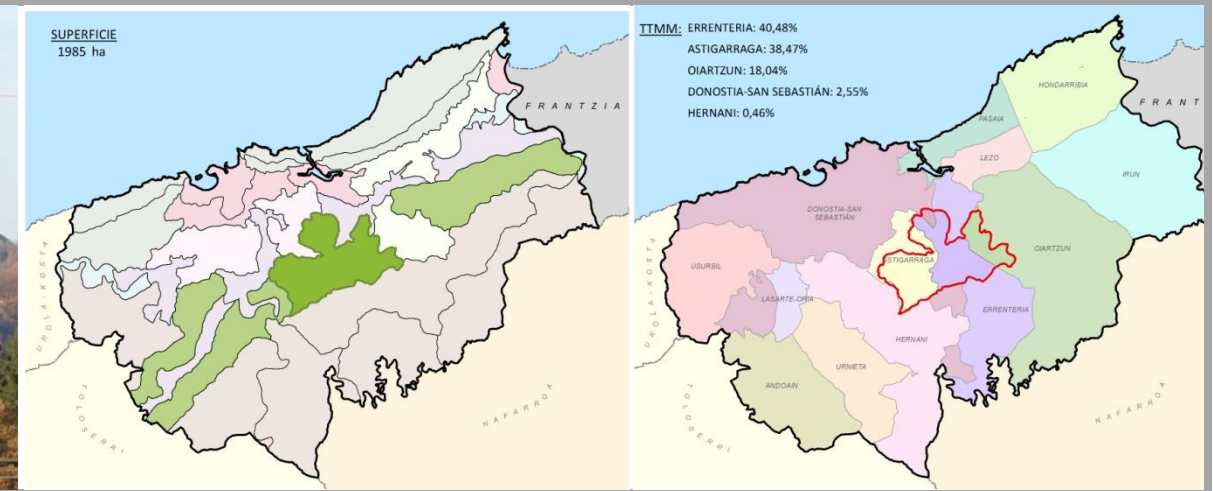 SUPERFICIE
1985 ha
FRANTZIA
UROLA-KOSTA
TOLOSERRI
NAFARROA
TTMM: ERRENTERIA: 40,48%
ASTIGARRAGA: 38,47%
OIARTZUN: 18,04%
DONOSTIA-SAN SEBASTIÁN: 2,55%
HERNANI: 0,46%
HONDARRIBIA
FRANT
PASAIA
LEZO
IRUN
DONOSTIA-SAN
SEBASTIÁN
OIARTZUN
USURBIL
ASTIGARRAGA
LASARTE-ORIA
ERRENTERIA
HERNANI
URNIETA
ANDOAIN
UROLA-KOSTA
TOLOSERRI
NAFARROA